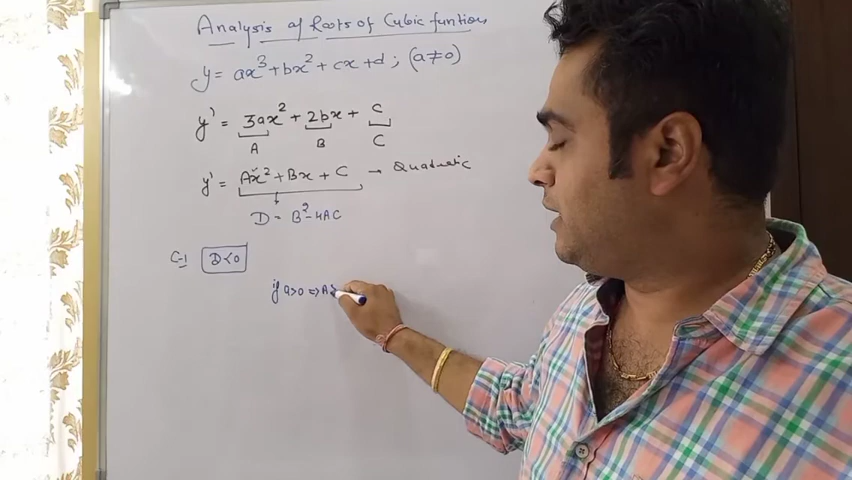 Analysis of Roots of Cubic funtions
y = ax³ + bx² + cx + d ; (a≠0)
y' = 3ax² + 2bx + c
A B C
y' = Ax² + Bx + C → Quadratic
D = B² - 4AC
C-1 D<0
if a>0 ⇒ A>